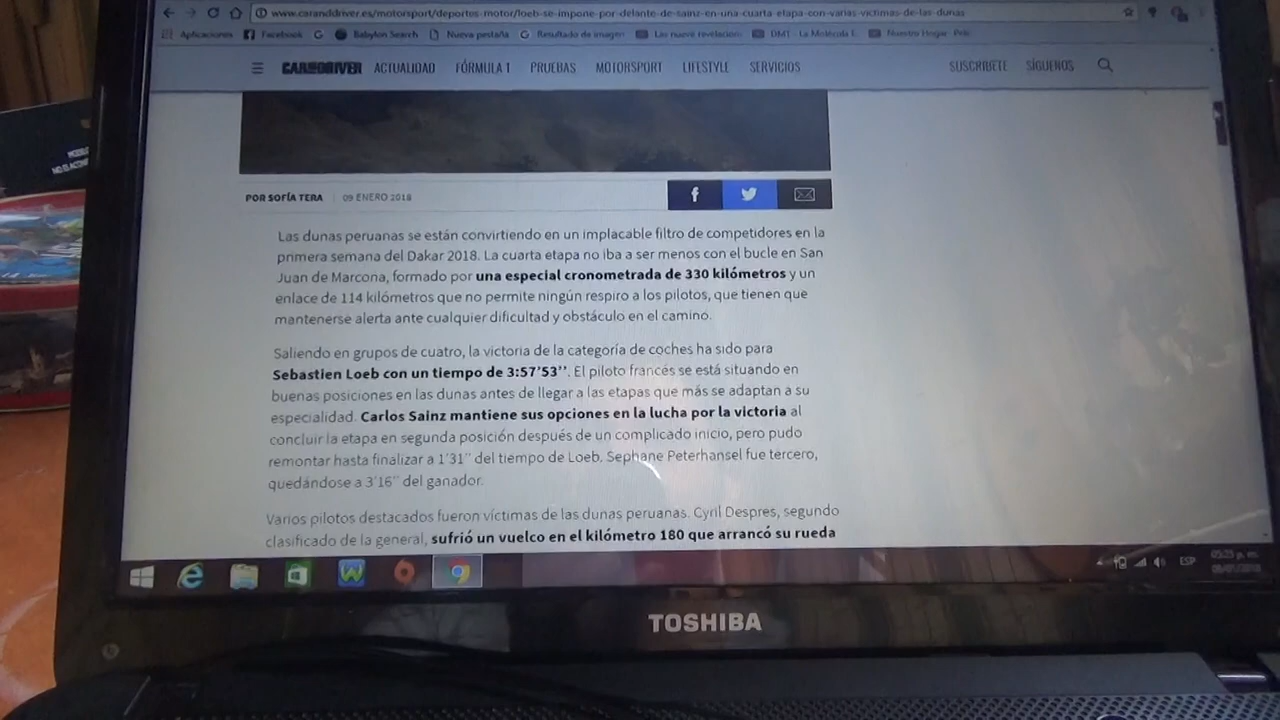 www.caranddriver.es/motorsport/deportes-motor/loeb-se-impone-por-delante-de-sainz-en-una-cuarta-etapa-con-varias-victimas-de-las-dunas
Aplicaciones Facebook Babylon Search Nueva pestaña Resultado de imagen Las nueve revelacion DMT - La Molécula E Nuestro Hogar - Pelic
CAR AND DRIVER ACTUALIDAD FÓRMULA 1 PRUEBAS MOTORSPORT LIFESTYLE SERVICIOS SUSCRÍBETE SÍGUENOS
POR SOFÍA TERA 09 ENERO 2018
Las dunas peruanas se están convirtiendo en un implacable filtro de competidores en la
primera semana del Dakar 2018. La cuarta etapa no iba a ser menos con el bucle en San
Juan de Marcona, formado por una especial cronometrada de 330 kilómetros y un
enlace de 114 kilómetros que no permite ningún respiro a los pilotos, que tienen que
mantenerse alerta ante cualquier dificultad y obstáculo en el camino.
Saliendo en grupos de cuatro, la victoria de la categoría de coches ha sido para
Sebastien Loeb con un tiempo de 3:57'53''. El piloto francés se está situando en
buenas posiciones en las dunas antes de llegar a las etapas que más se adaptan a su
especialidad. Carlos Sainz mantiene sus opciones en la lucha por la victoria al
concluir la etapa en segunda posición después de un complicado inicio, pero pudo
remontar hasta finalizar a 1'31'' del tiempo de Loeb. Sephane Peterhansel fue tercero,
quedándose a 3'16'' del ganador.
Varios pilotos destacados fueron víctimas de las dunas peruanas. Cyril Despres, segundo
clasificado de la general, sufrió un vuelco en el kilómetro 180 que arrancó su rueda
ESP
TOSHIBA